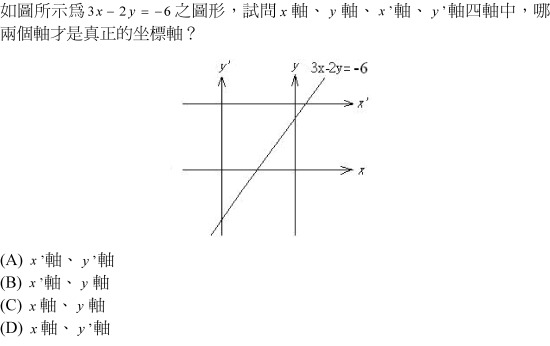 如圖所示為 3x − 2y = −6 之圖形，試問 x 軸、 y 軸、 x '軸、 y '軸四軸中，哪
兩個軸才是真正的坐標軸？
y' y 3x-2y= -6
x'
x
(A) x '軸、 y '軸
(B) x '軸、 y 軸
(C) x 軸、 y 軸
(D) x 軸、 y '軸